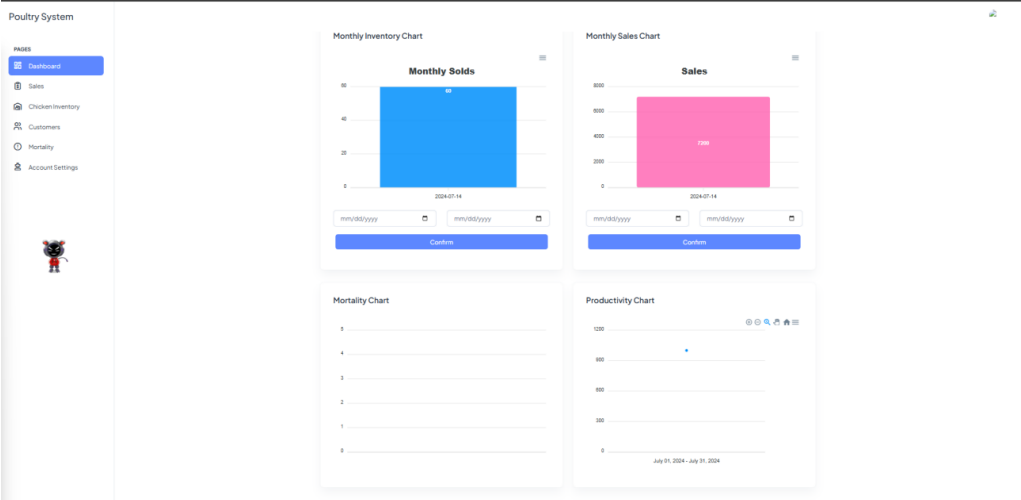 Poultry System
PAGES
Dashboard
Sales
Chicken Inventory
Customers
Mortality
Account Settings
Monthly Inventory Chart
Monthly Solds
60
40
20
0
60
2024-07-14
mm/dd/yyyy
mm/dd/yyyy
Confirm
Monthly Sales Chart
Sales
8000
6000
4000
2000
0
2024-07-14
mm/dd/yyyy
mm/dd/yyyy
Confirm
Mortality Chart
5
4
3
2
1
0
Productivity Chart
1200
900
600
300
0
July 01, 2024 - July 31, 2024